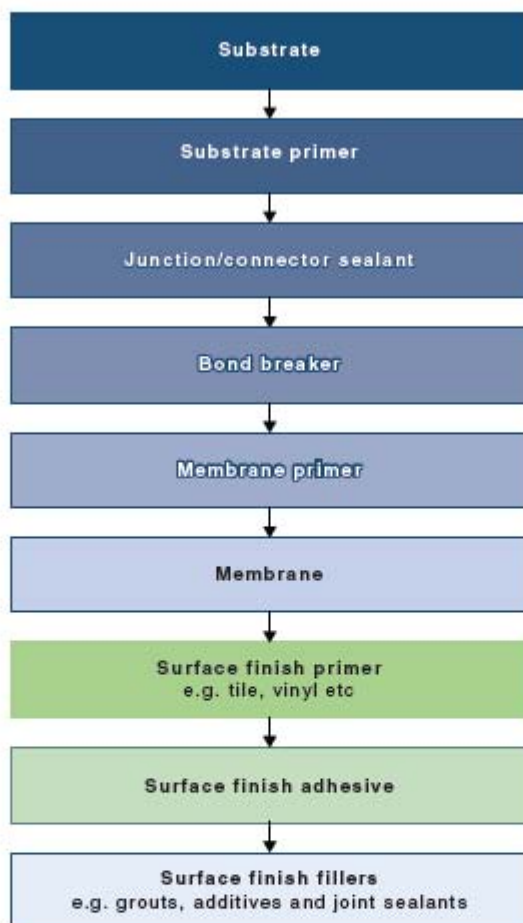 Substrate
Substrate primer
Junction/connector sealant
Bond breaker
Membrane primer
Membrane
Surface finish primer
e.g. tile, vinyl etc
Surface finish adhesive
Surface finish fillers
e.g. grouts, additives and joint sealants